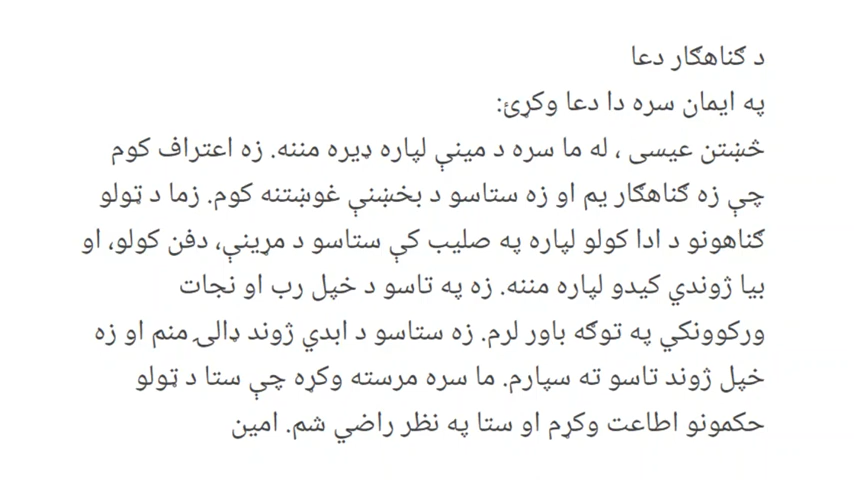 د ګناهګار دعا
په ایمان سره دا دعا وکړئ:
څښتن عیسی ، له ما سره د مینې لپاره ډیره مننه. زه اعتراف کوم
چې زه ګناهکار یم او زه ستاسو د بخښنې غوښتنه کوم. زما د ټولو
ګناهونو د ادا کولو لپاره په صلیب کې ستاسو د مړینې، دفن کولو، او
بیا ژوندي کیدو لپاره مننه. زه په تاسو د خپل رب او نجات
ورکوونکي په توګه باور لرم. زه ستاسو د ابدي ژوند ډالۍ منم او زه
خپل ژوند تاسو ته سپارم. ما سره مرسته وکړه چې ستا د ټولو
حکمونو اطاعت وکړم او ستا په نظر راضي شم. امین